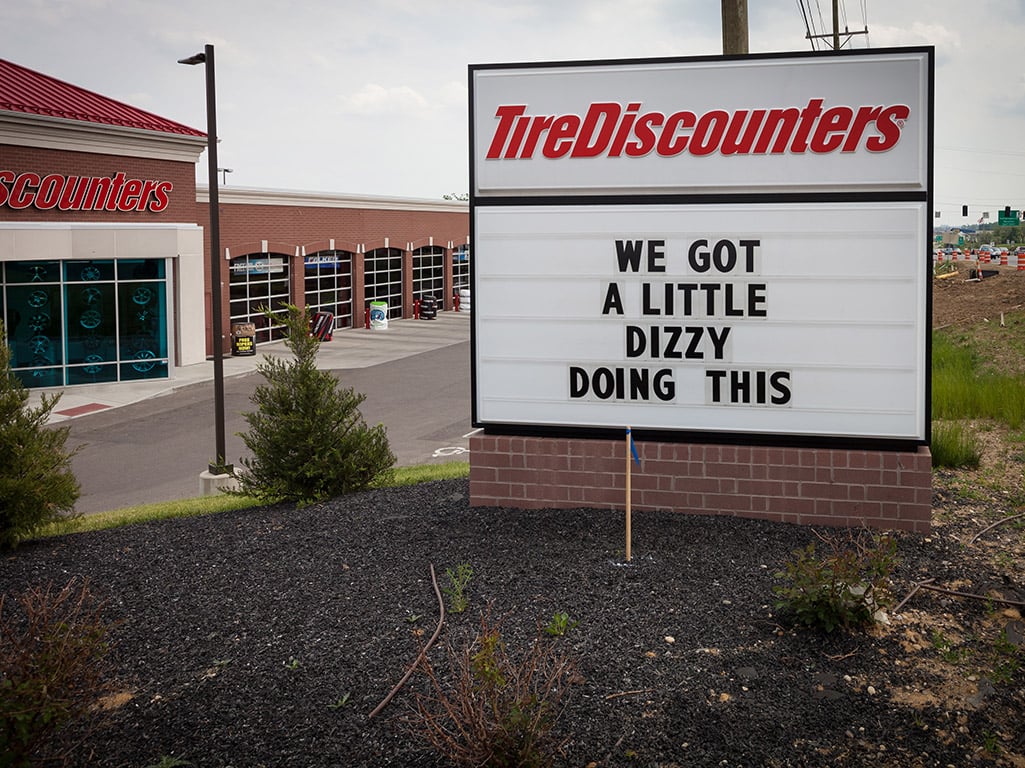 TireDiscounters®
WE GOT
A LITTLE
DIZZY
DOING THIS
scounters